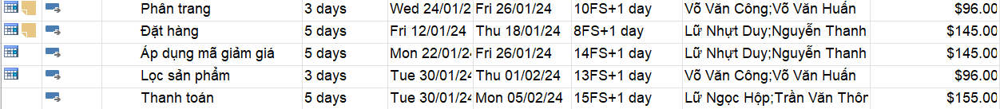 Phân trang 3 days Wed 24/01/2 Fri 26/01/24 10FS+1 day Võ Văn Công;Võ Văn Huấn $96.00
Đặt hàng 5 days Fri 12/01/24 Thu 18/01/24 8FS+1 day Lữ Nhựt Duy;Nguyễn Thanh $145.00
Áp dụng mã giảm giá 5 days Mon 22/01/24 Fri 26/01/24 14FS+1 day Lữ Nhựt Duy;Nguyễn Thanh $145.00
Lọc sản phẩm 3 days Tue 30/01/24 Thu 01/02/24 13FS+1 day Võ Văn Công;Võ Văn Huấn $96.00
Thanh toán 5 days Tue 30/01/24 Mon 05/02/24 15FS+1 day Lữ Ngọc Hộp;Trần Văn Thôn $155.00